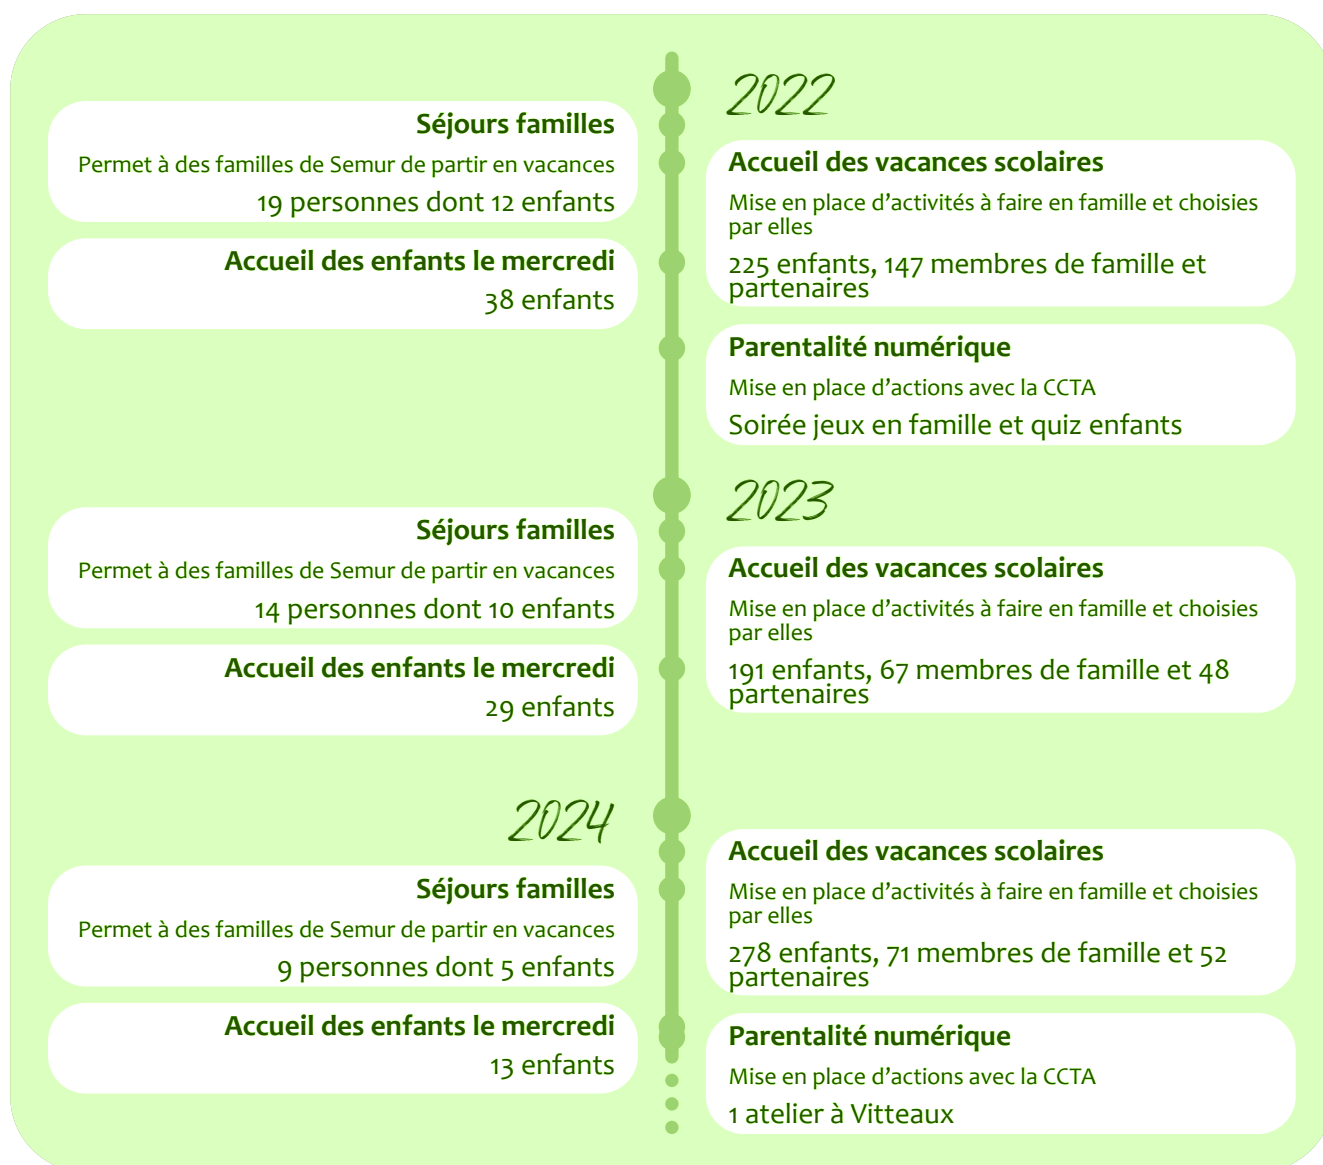 2022
Séjours familles
Permet à des familles de Semur de partir en vacances
19 personnes dont 12 enfants
Accueil des vacances scolaires
Mise en place d’activités à faire en famille et choisies
par elles
225 enfants, 147 membres de famille et
partenaires
Accueil des enfants le mercredi
38 enfants
Parentalité numérique
Mise en place d’actions avec la CCTA
Soirée jeux en famille et quiz enfants
2023
Séjours familles
Permet à des familles de Semur de partir en vacances
14 personnes dont 10 enfants
Accueil des vacances scolaires
Mise en place d’activités à faire en famille et choisies
par elles
191 enfants, 67 membres de famille et 48
partenaires
Accueil des enfants le mercredi
29 enfants
2024
Accueil des vacances scolaires
Mise en place d’activités à faire en famille et choisies
par elles
278 enfants, 71 membres de famille et 52
partenaires
Séjours familles
Permet à des familles de Semur de partir en vacances
9 personnes dont 5 enfants
Accueil des enfants le mercredi
13 enfants
Parentalité numérique
Mise en place d’actions avec la CCTA
1 atelier à Vitteaux